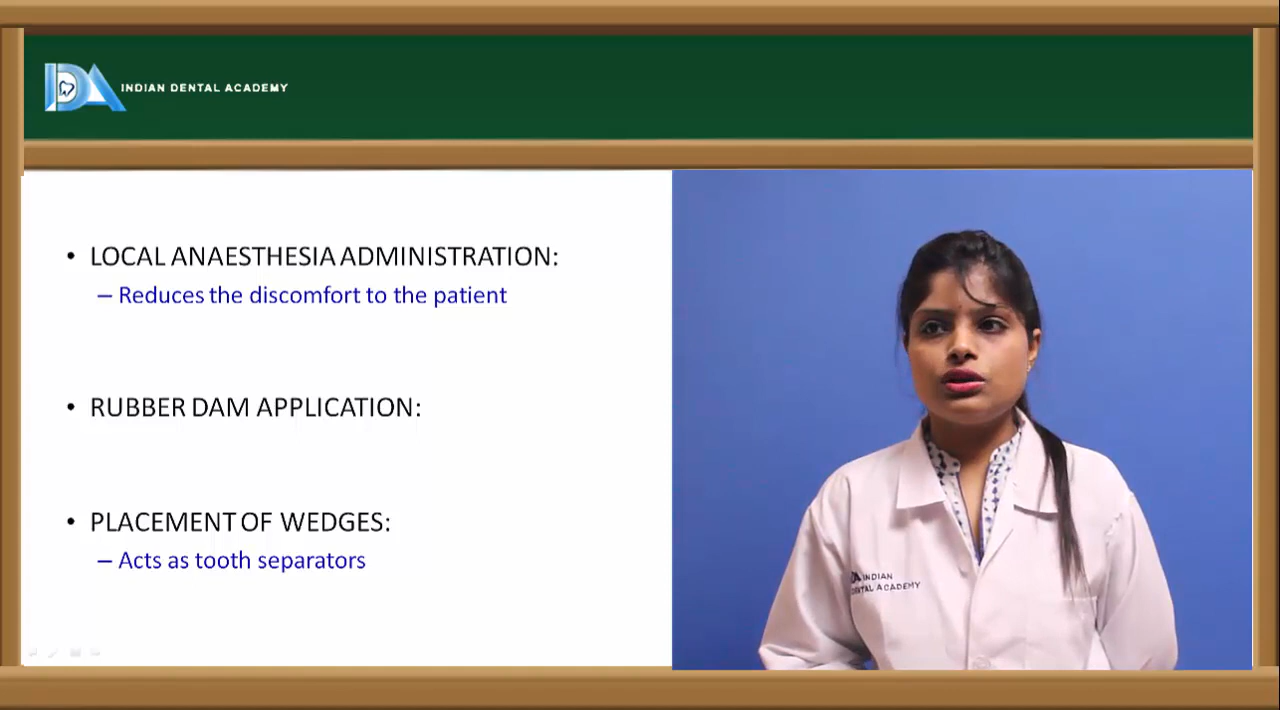 INDIAN DENTAL ACADEMY
• LOCAL ANAESTHESIA ADMINISTRATION:
– Reduces the discomfort to the patient
• RUBBER DAM APPLICATION:
• PLACEMENT OF WEDGES:
– Acts as tooth separators
INDIAN
DENTAL ACADEMY